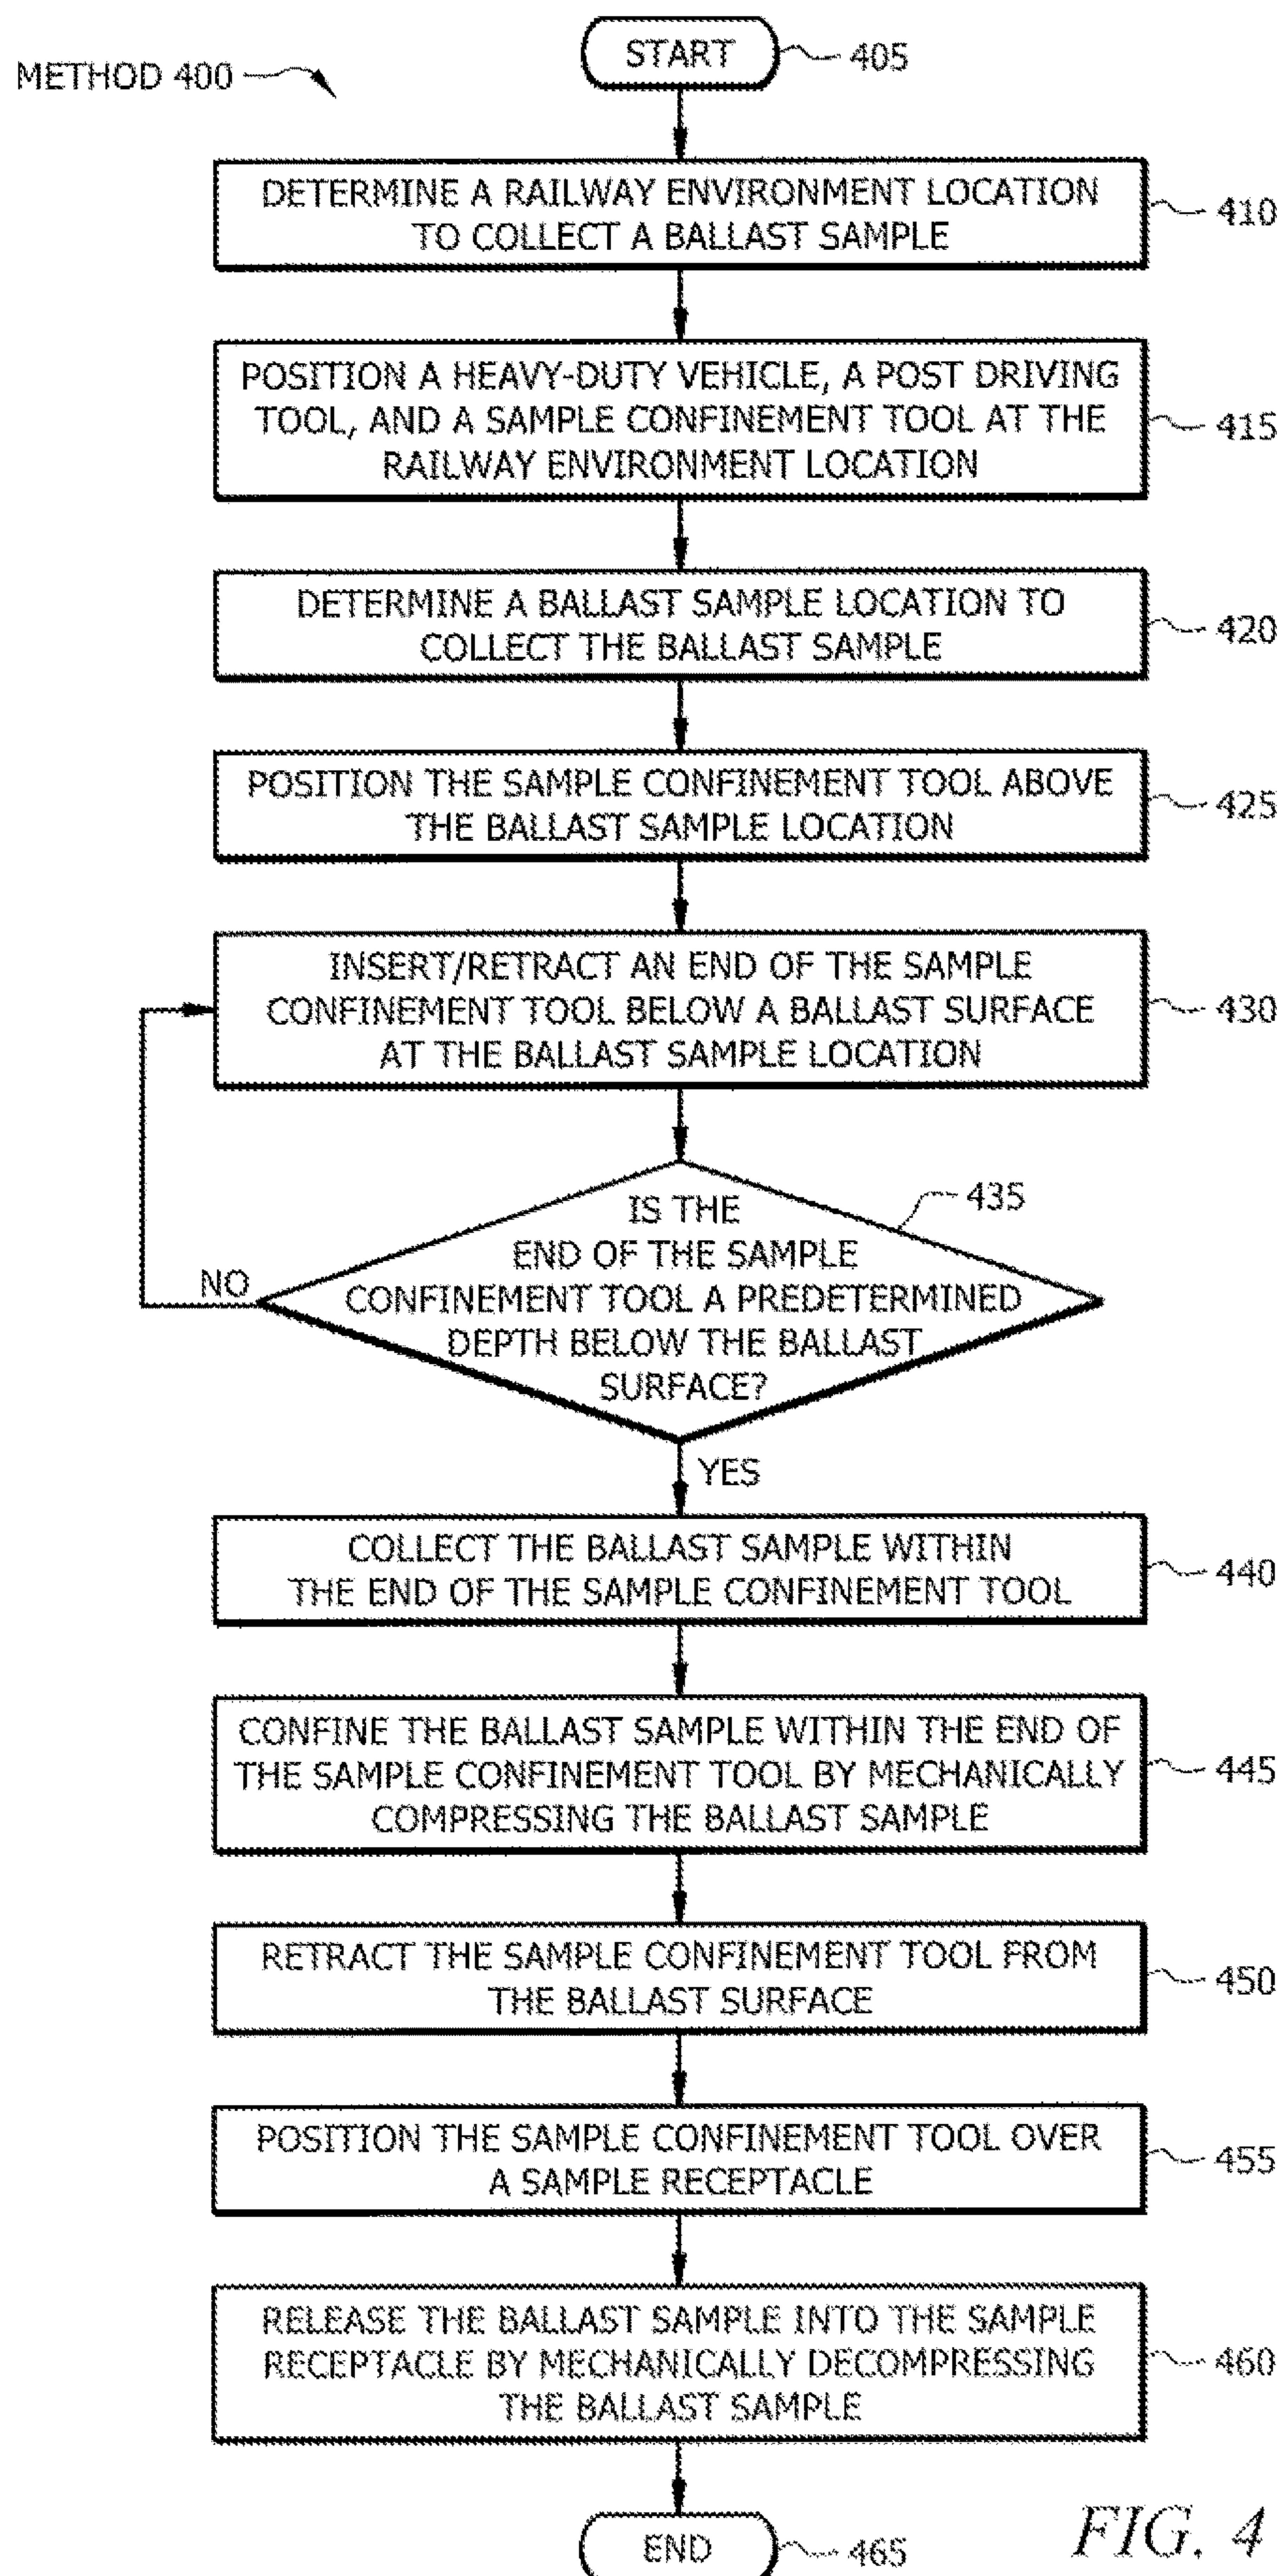 START
405
METHOD 400
DETERMINE A RAILWAY ENVIRONMENT LOCATION
TO COLLECT A BALLAST SAMPLE
410
POSITION A HEAVY-DUTY VEHICLE, A POST DRIVING
TOOL, AND A SAMPLE CONFINEMENT TOOL AT THE
RAILWAY ENVIRONMENT LOCATION
415
DETERMINE A BALLAST SAMPLE LOCATION TO
COLLECT THE BALLAST SAMPLE
420
POSITION THE SAMPLE CONFINEMENT TOOL ABOVE
THE BALLAST SAMPLE LOCATION
425
INSERT/RETRACT AN END OF THE SAMPLE
CONFINEMENT TOOL BELOW A BALLAST SURFACE
AT THE BALLAST SAMPLE LOCATION
430
IS THE
END OF THE SAMPLE
CONFINEMENT TOOL A PREDETERMINED
DEPTH BELOW THE BALLAST
SURFACE?
435
NO
YES
COLLECT THE BALLAST SAMPLE WITHIN
THE END OF THE SAMPLE CONFINEMENT TOOL
440
CONFINE THE BALLAST SAMPLE WITHIN THE END OF
THE SAMPLE CONFINEMENT TOOL BY MECHANICALLY
COMPRESSING THE BALLAST SAMPLE
445
RETRACT THE SAMPLE CONFINEMENT TOOL FROM
THE BALLAST SURFACE
450
POSITION THE SAMPLE CONFINEMENT TOOL OVER
A SAMPLE RECEPTACLE
455
RELEASE THE BALLAST SAMPLE INTO THE SAMPLE
RECEPTACLE BY MECHANICALLY DECOMPRESSING
THE BALLAST SAMPLE
460
END
465
FIG. 4